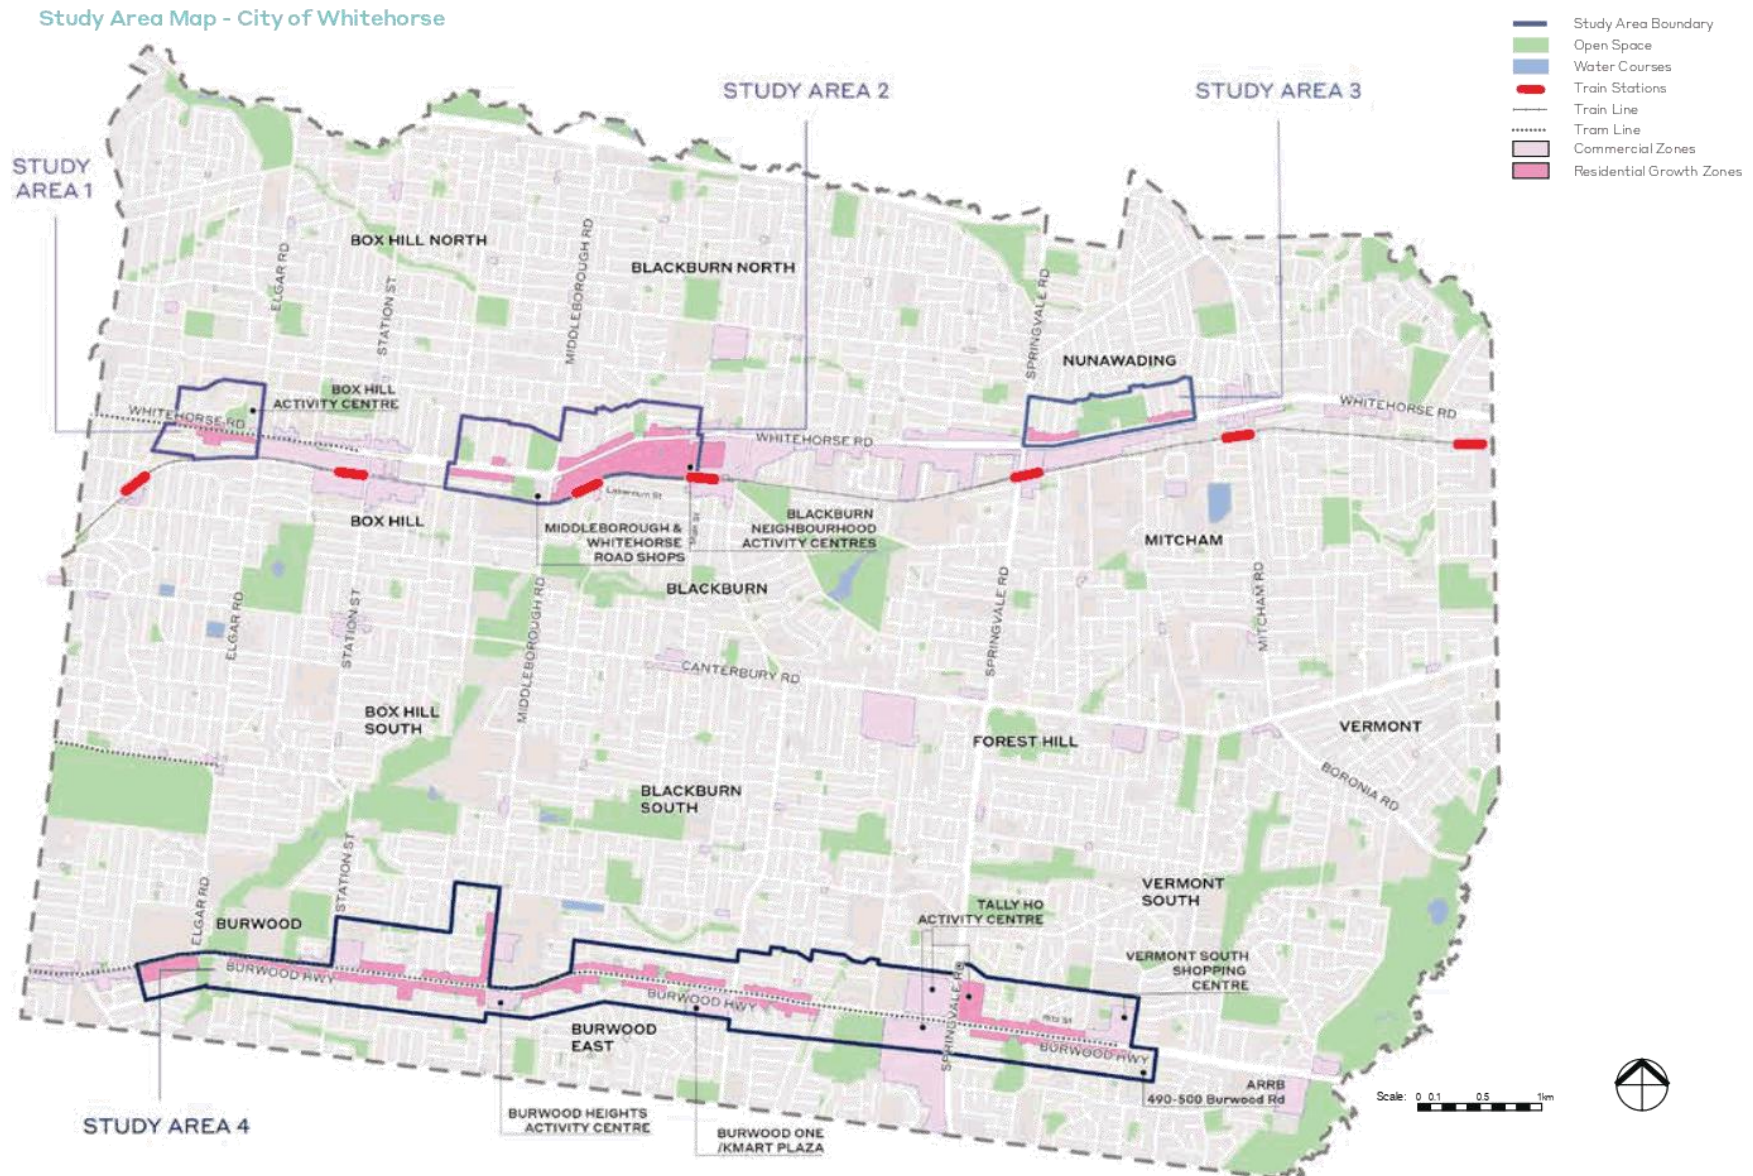 Study Area Map - City of Whitehorse
Study Area Boundary
Open Space
Water Courses
Train Stations
Train Line
Tram Line
Commercial Zones
Residential Growth Zones
STUDY AREA 2
STUDY AREA 3
STUDY
AREA 1
BOX HILL NORTH
BLACKBURN NORTH
ELGAR RD
STATION ST
MIDDLEBOROUGH RD
SPRINGVALE RD
NUNAWADING
BOX HILL
ACTIVITY CENTRE
WHITEHORSE RD
WHITEHORSE RD
WHITEHORSE RD
Laburnum St
Main St
BOX HILL
MIDDLEBOROUGH &
WHITEHORSE
ROAD SHOPS
BLACKBURN
NEIGHBOURHOOD
ACTIVITY CENTRES
MITCHAM
BLACKBURN
ELGAR RD
STATION ST
MIDDLEBOROUGH RD
SPRINGVALE RD
MITCHAM RD
CANTERBURY RD
BOX HILL
SOUTH
FOREST HILL
VERMONT
BORONIA RD
BLACKBURN
SOUTH
STATION ST
ELGAR RD
VERMONT
SOUTH
TALLY HO
ACTIVITY CENTRE
BURWOOD
VERMONT SOUTH
SHOPPING
CENTRE
BURWOOD HWY
BURWOOD HWY
SPRINGVALE RD
BURWOOD HWY
BURWOOD
EAST
ARRB
490-500 Burwood Rd
STUDY AREA 4
BURWOOD HEIGHTS
ACTIVITY CENTRE
BURWOOD ONE
/KMART PLAZA
Scale: 0 0.1 0.5 1km